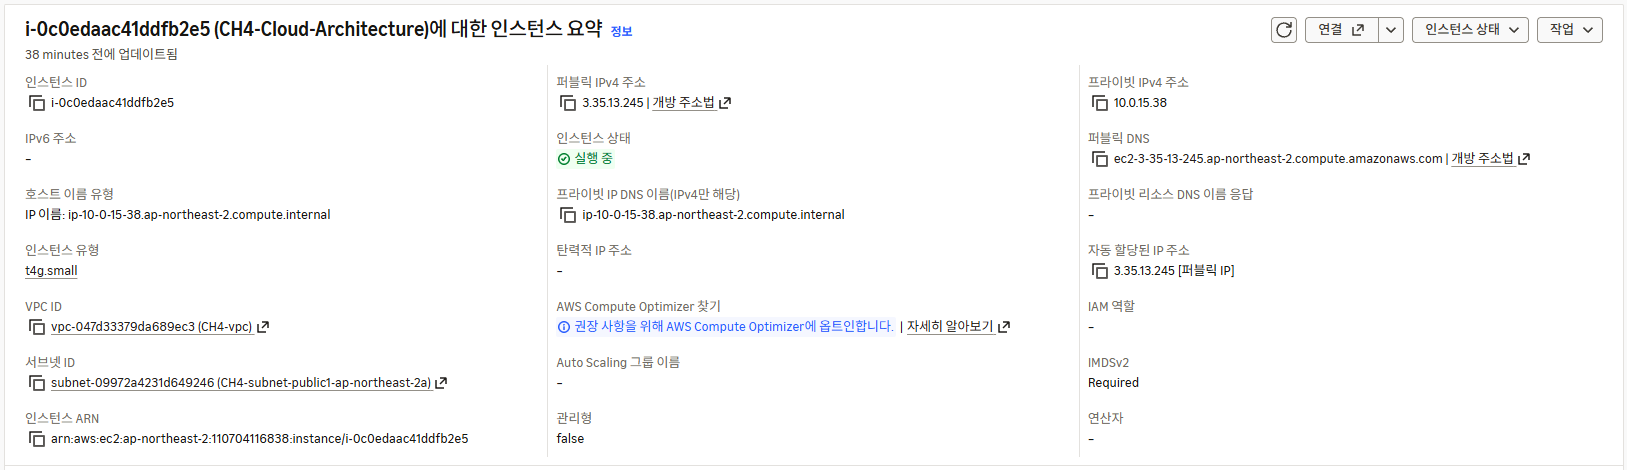 i-0c0edaac41ddfb2e5 (CH4-Cloud-Architecture)에 대한 인스턴스 요약 정보
38 minutes 전에 업데이트됨
연결
인스턴스 상태
작업
인스턴스 ID
i-0c0edaac41ddfb2e5
퍼블릭 IPv4 주소
3.35.13.245 | 개방 주소법
프라이빗 IPv4 주소
10.0.15.38
IPv6 주소
–
인스턴스 상태
실행 중
퍼블릭 DNS
ec2-3-35-13-245.ap-northeast-2.compute.amazonaws.com | 개방 주소법
호스트 이름 유형
IP 이름: ip-10-0-15-38.ap-northeast-2.compute.internal
프라이빗 IP DNS 이름(IPv4만 해당)
ip-10-0-15-38.ap-northeast-2.compute.internal
프라이빗 리소스 DNS 이름 응답
–
인스턴스 유형
t4g.small
탄력적 IP 주소
–
자동 할당된 IP 주소
3.35.13.245 [퍼블릭 IP]
VPC ID
vpc-047d33379da689ec3 (CH4-vpc)
AWS Compute Optimizer 찾기
권장 사항을 위해 AWS Compute Optimizer에 옵트인합니다. | 자세히 알아보기
IAM 역할
–
서브넷 ID
subnet-09972a4231d649246 (CH4-subnet-public1-ap-northeast-2a)
Auto Scaling 그룹 이름
–
IMDSv2
Required
인스턴스 ARN
arn:aws:ec2:ap-northeast-2:110704116838:instance/i-0c0edaac41ddfb2e5
관리형
false
연산자
–